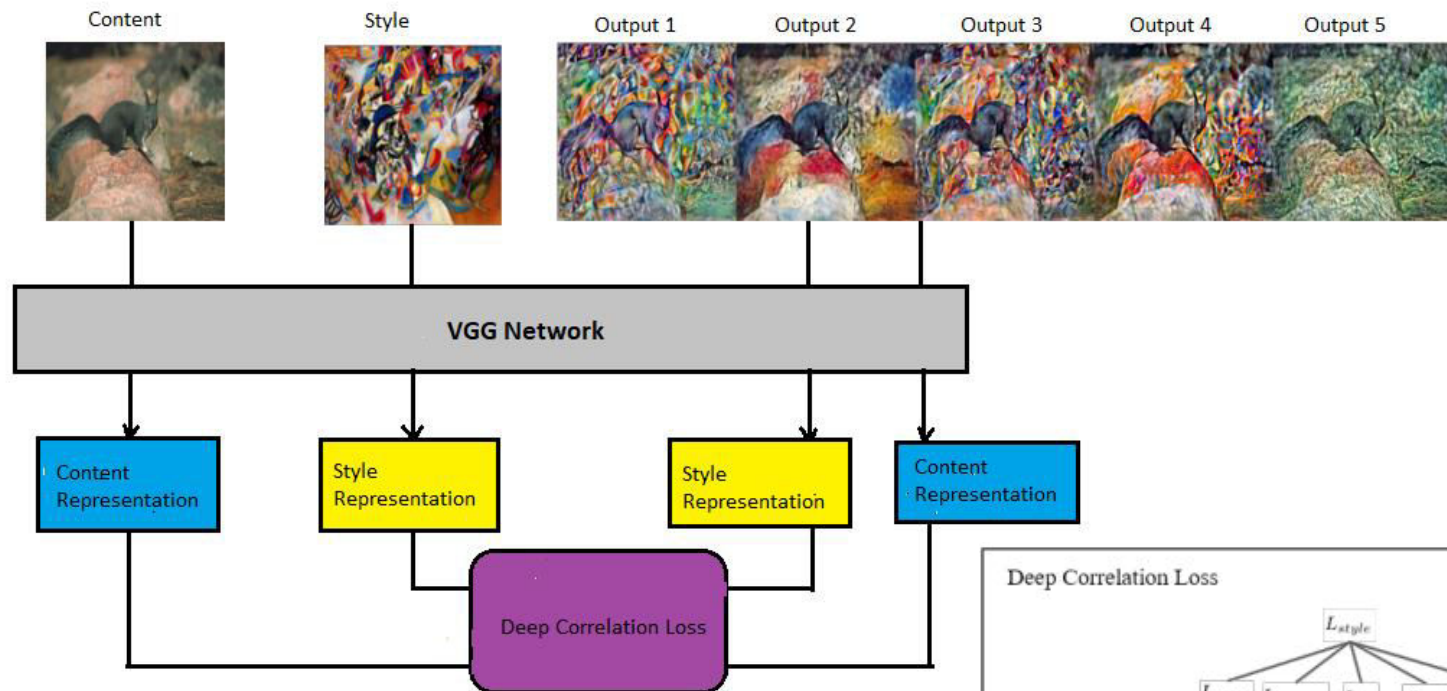 Content
Style
Output 1
Output 2
Output 3
Output 4
Output 5
VGG Network
Content
Representation
Style
Representation
Style
Representation
Content
Representation
Deep Correlation Loss
Deep Correlation Loss
L_style